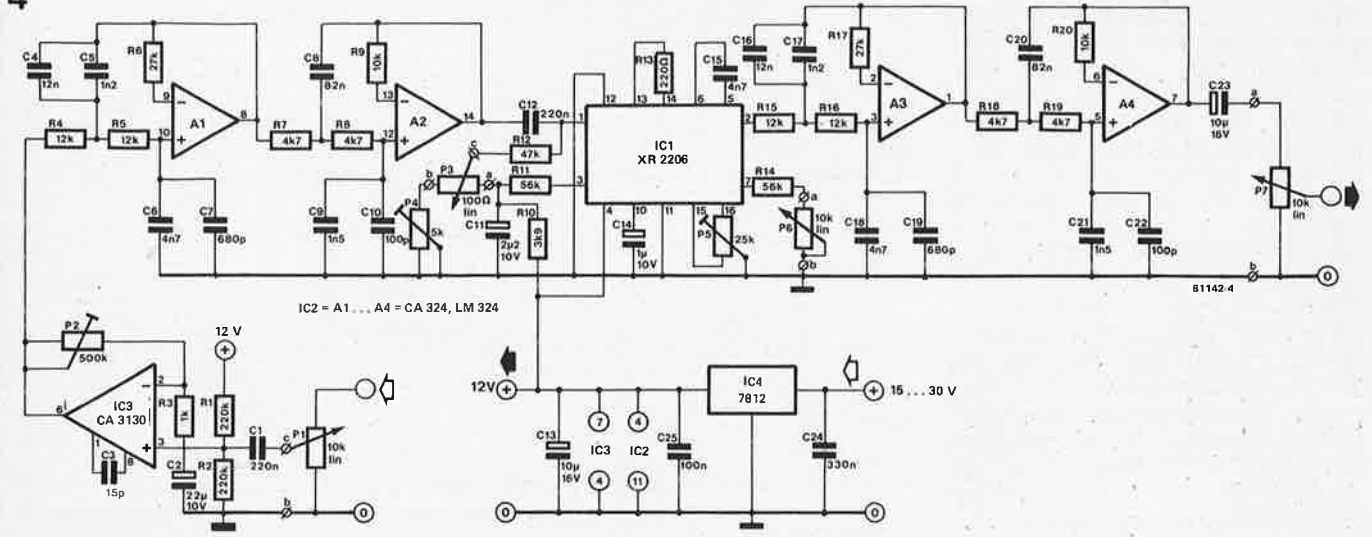 4
C4
12n
C5
1n2
R6
27k
9
10
A1
8
R4
12k
R5
12k
C6
4n7
C7
680p
R7
4k7
C8
82n
R8
4k7
R9
10k
13
12
A2
14
C9
1n5
C10
100p
C12
220n
R12
47k
c
b
P3
a
100Ω
lin
R11
56k
P4
5k
C11
2µ2
10V
R10
3k9
12
13
14
6
5
1
2
3
7
4
10
11
15
16
IC1
XR 2206
R13
220Ω
C15
4n7
C14
1µ
10V
P5
25k
R14
56k
a
P6
10k
lin
b
R15
12k
R16
12k
C16
12n
C17
1n2
R17
27k
2
3
A3
1
C18
4n7
C19
680p
R18
4k7
R19
4k7
C20
82n
R20
10k
6
5
A4
7
C21
1n5
C22
100p
C23
10µ
16V
a
P7
10k
lin
b
0
81142-4
IC2 = A1 . . . A4 = CA 324, LM 324
P2
500k
12 V
+
6
IC3
CA 3130
2
3
1
8
C3
15p
R3
1k
C2
22µ
10V
R1
220k
R2
220k
C1
220n
c
P1
10k
lin
b
0
12V
+
C13
10µ
16V
7
IC3
4
4
IC2
11
C25
100n
IC4
7812
C24
330n
+
15 . . . 30 V
0
0